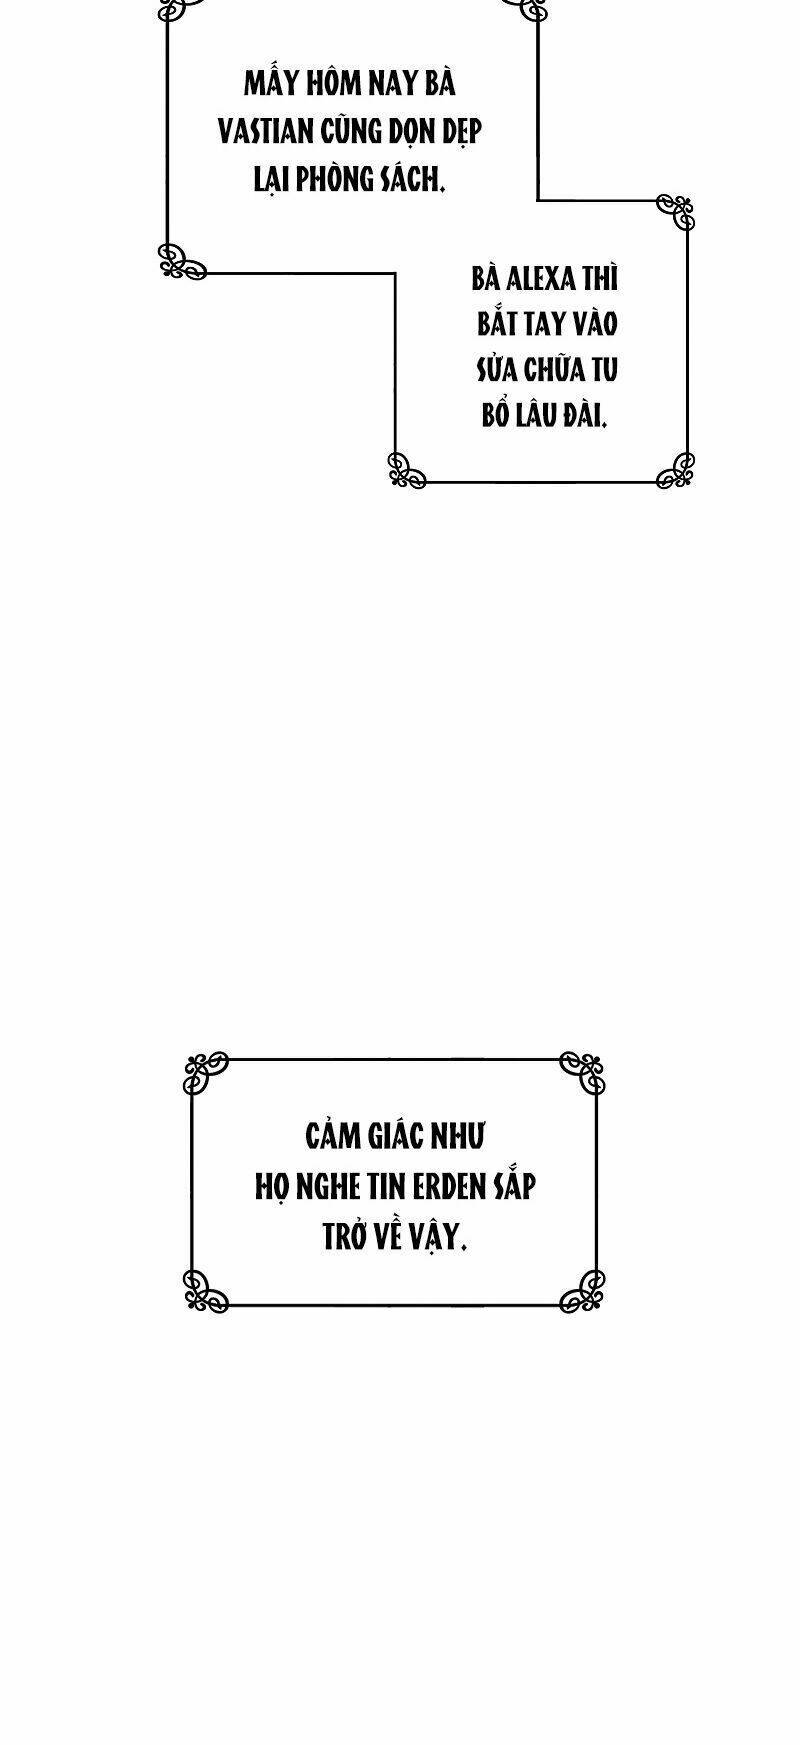 MẤY HÔM NAY BÀ
VASTIAN CŨNG DỌN DẸP
LẠI PHÒNG SÁCH.
BÀ ALEXA THÌ
BẮT TAY VÀO
SỬA CHỮA TU
BỔ LÂU ĐÀI.
CẢM GIÁC NHƯ
HỌ NGHE TIN ERDEN SẮP
TRỞ VỀ VẬY.